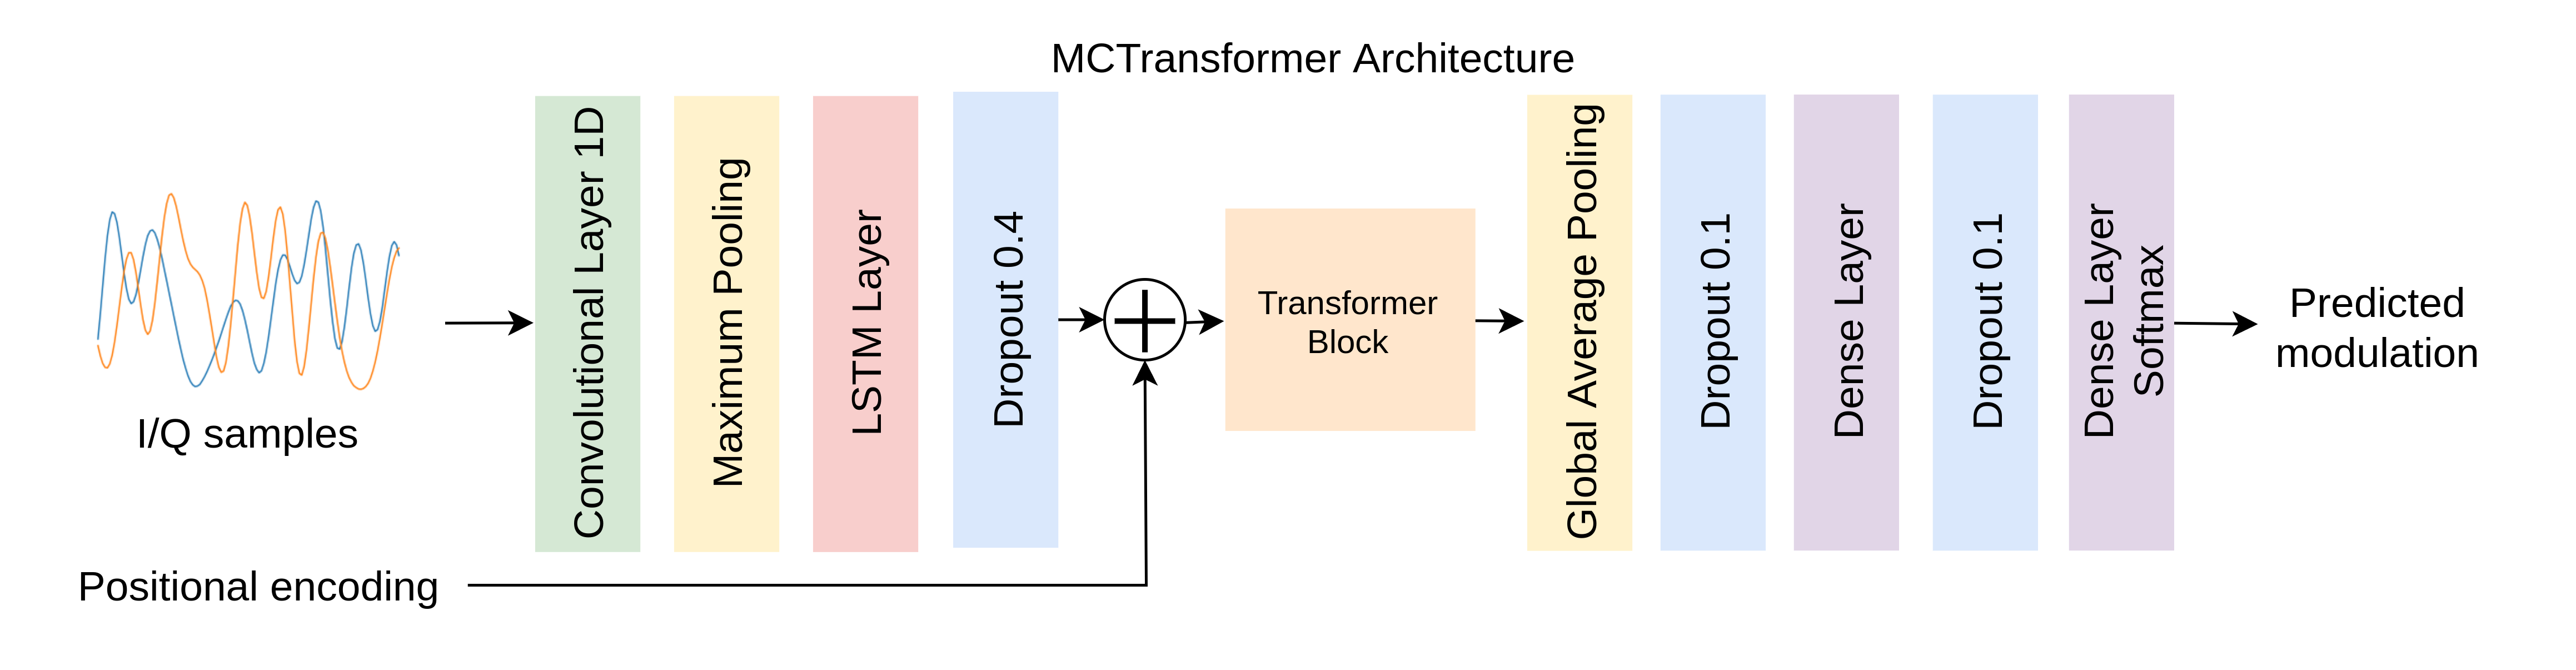 MCTransformer Architecture
I/Q samples
Positional encoding
Convolutional Layer 1D
Maximum Pooling
LSTM Layer
Dropout 0.4
Transformer
Block
Global Average Pooling
Dropout 0.1
Dense Layer
Dropout 0.1
Dense Layer
Softmax
Predicted
modulation